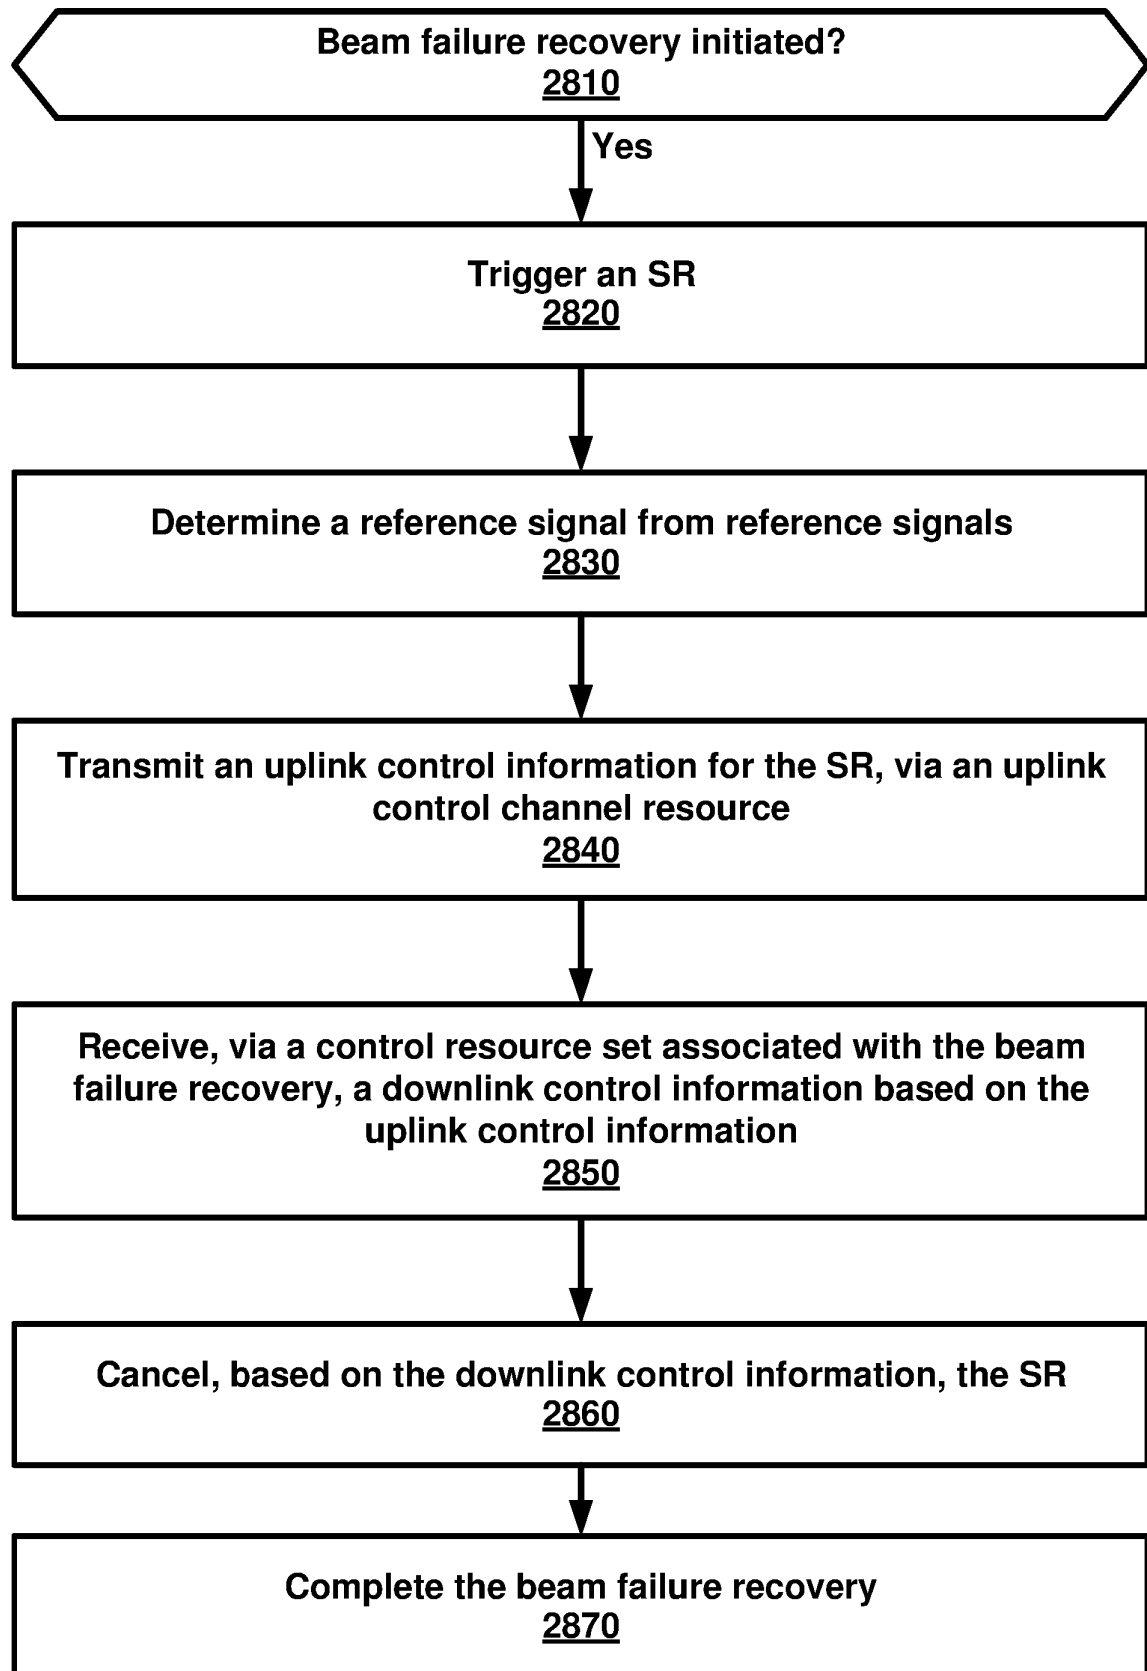 Beam failure recovery initiated?
2810
Yes
Trigger an SR
2820
Determine a reference signal from reference signals
2830
Transmit an uplink control information for the SR, via an uplink
control channel resource
2840
Receive, via a control resource set associated with the beam
failure recovery, a downlink control information based on the
uplink control information
2850
Cancel, based on the downlink control information, the SR
2860
Complete the beam failure recovery
2870